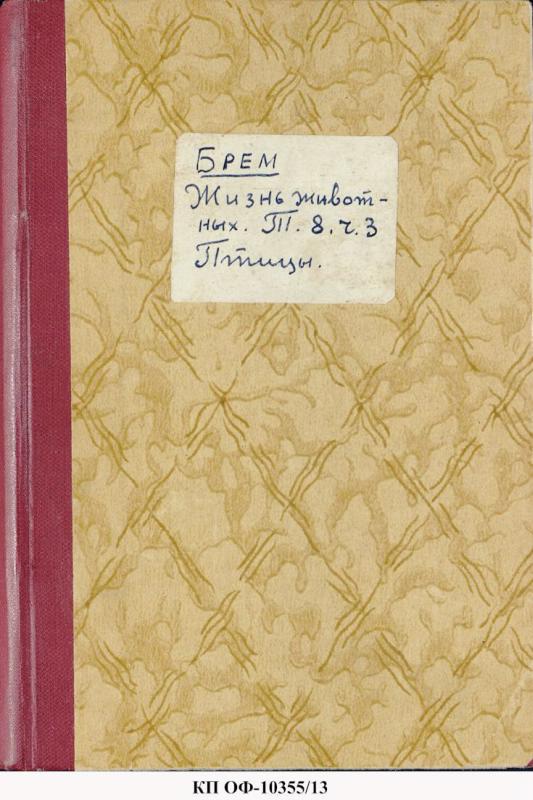 Брем
Жизнь живот-
ных. Т. 8. ч. 3
Птицы.
КП ОФ-10355/13